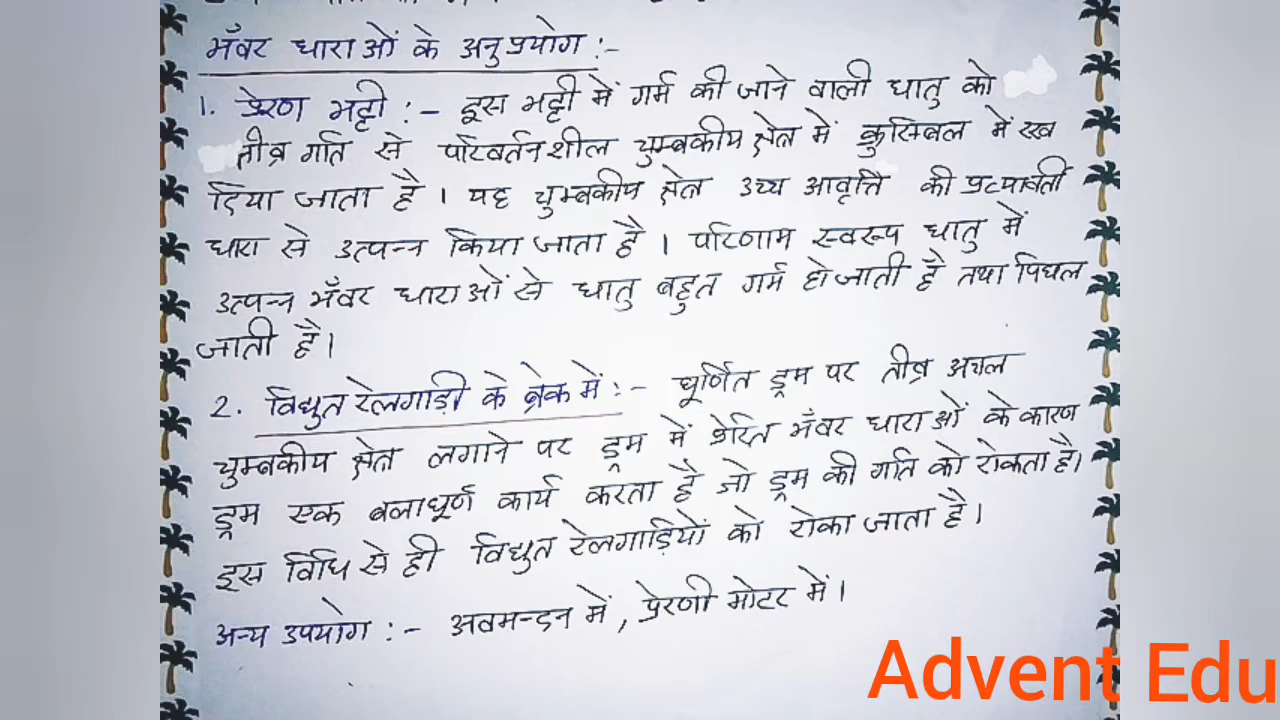 भँवर धाराओं के अनुप्रयोग :-
1. प्रेरण भट्टी :- इस भट्टी में गर्म की जाने वाली धातु को
तीव्र गति से परिवर्तनशील चुम्बकीय क्षेत्र में क्रुसिबल में रख
दिया जाता है । यह चुम्बकीय क्षेत्र उच्च आवृत्ति की प्रत्यावर्ती
धारा से उत्पन्न किया जाता है । परिणाम स्वरूप धातु में
उत्पन्न भँवर धाराओं से धातु बहुत गर्म हो जाती है तथा पिघल
जाती है।
2. विद्युत रेलगाड़ी के ब्रेक में :- घूर्णित ड्रम पर तीव्र अचल
चुम्बकीय क्षेत्र लगाने पर ड्रम में प्रेरित भँवर धाराओं के कारण
ड्रम एक बलाघूर्ण कार्य करता है जो ड्रम की गति को रोकता है।
इस विधि से ही विद्युत रेलगाड़ियों को रोका जाता है।
अन्य उपयोग :- अवमन्दन में, प्रेरणी मोटर में।
Advent Edu